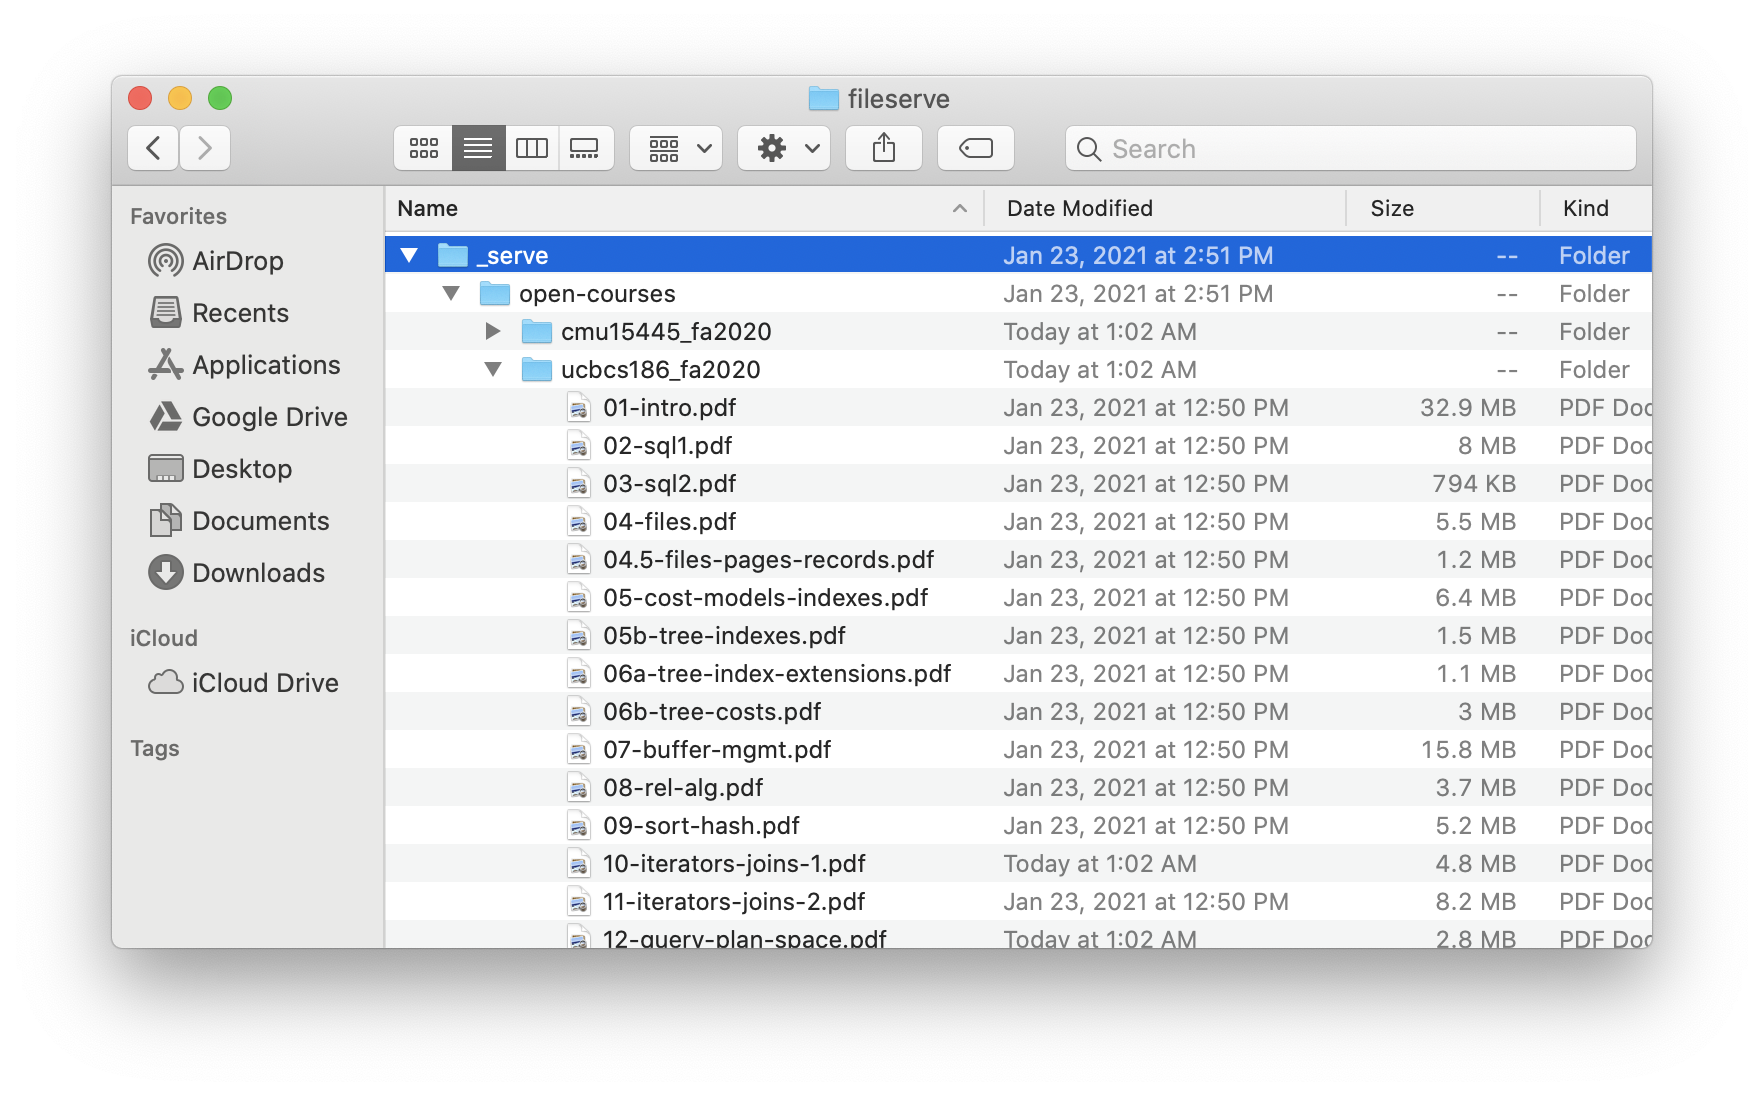 fileserve
Search
Favorites
AirDrop
Recents
Applications
Google Drive
Desktop
Documents
Downloads
iCloud
iCloud Drive
Tags
Name Date Modified Size Kind
_serve Jan 23, 2021 at 2:51 PM -- Folder
open-courses Jan 23, 2021 at 2:51 PM -- Folder
cmu15445_fa2020 Today at 1:02 AM -- Folder
ucbcs186_fa2020 Today at 1:02 AM -- Folder
01-intro.pdf Jan 23, 2021 at 12:50 PM 32.9 MB PDF Doc
02-sql1.pdf Jan 23, 2021 at 12:50 PM 8 MB PDF Doc
03-sql2.pdf Jan 23, 2021 at 12:50 PM 794 KB PDF Doc
04-files.pdf Jan 23, 2021 at 12:50 PM 5.5 MB PDF Doc
04.5-files-pages-records.pdf Jan 23, 2021 at 12:50 PM 1.2 MB PDF Doc
05-cost-models-indexes.pdf Jan 23, 2021 at 12:50 PM 6.4 MB PDF Doc
05b-tree-indexes.pdf Jan 23, 2021 at 12:50 PM 1.5 MB PDF Doc
06a-tree-index-extensions.pdf Jan 23, 2021 at 12:50 PM 1.1 MB PDF Doc
06b-tree-costs.pdf Jan 23, 2021 at 12:50 PM 3 MB PDF Doc
07-buffer-mgmt.pdf Jan 23, 2021 at 12:50 PM 15.8 MB PDF Doc
08-rel-alg.pdf Jan 23, 2021 at 12:50 PM 3.7 MB PDF Doc
09-sort-hash.pdf Jan 23, 2021 at 12:50 PM 5.2 MB PDF Doc
10-iterators-joins-1.pdf Today at 1:02 AM 4.8 MB PDF Doc
11-iterators-joins-2.pdf Jan 23, 2021 at 12:50 PM 8.2 MB PDF Doc
12-query-plan-space.pdf Today at 1:02 AM 2.8 MB PDF Doc